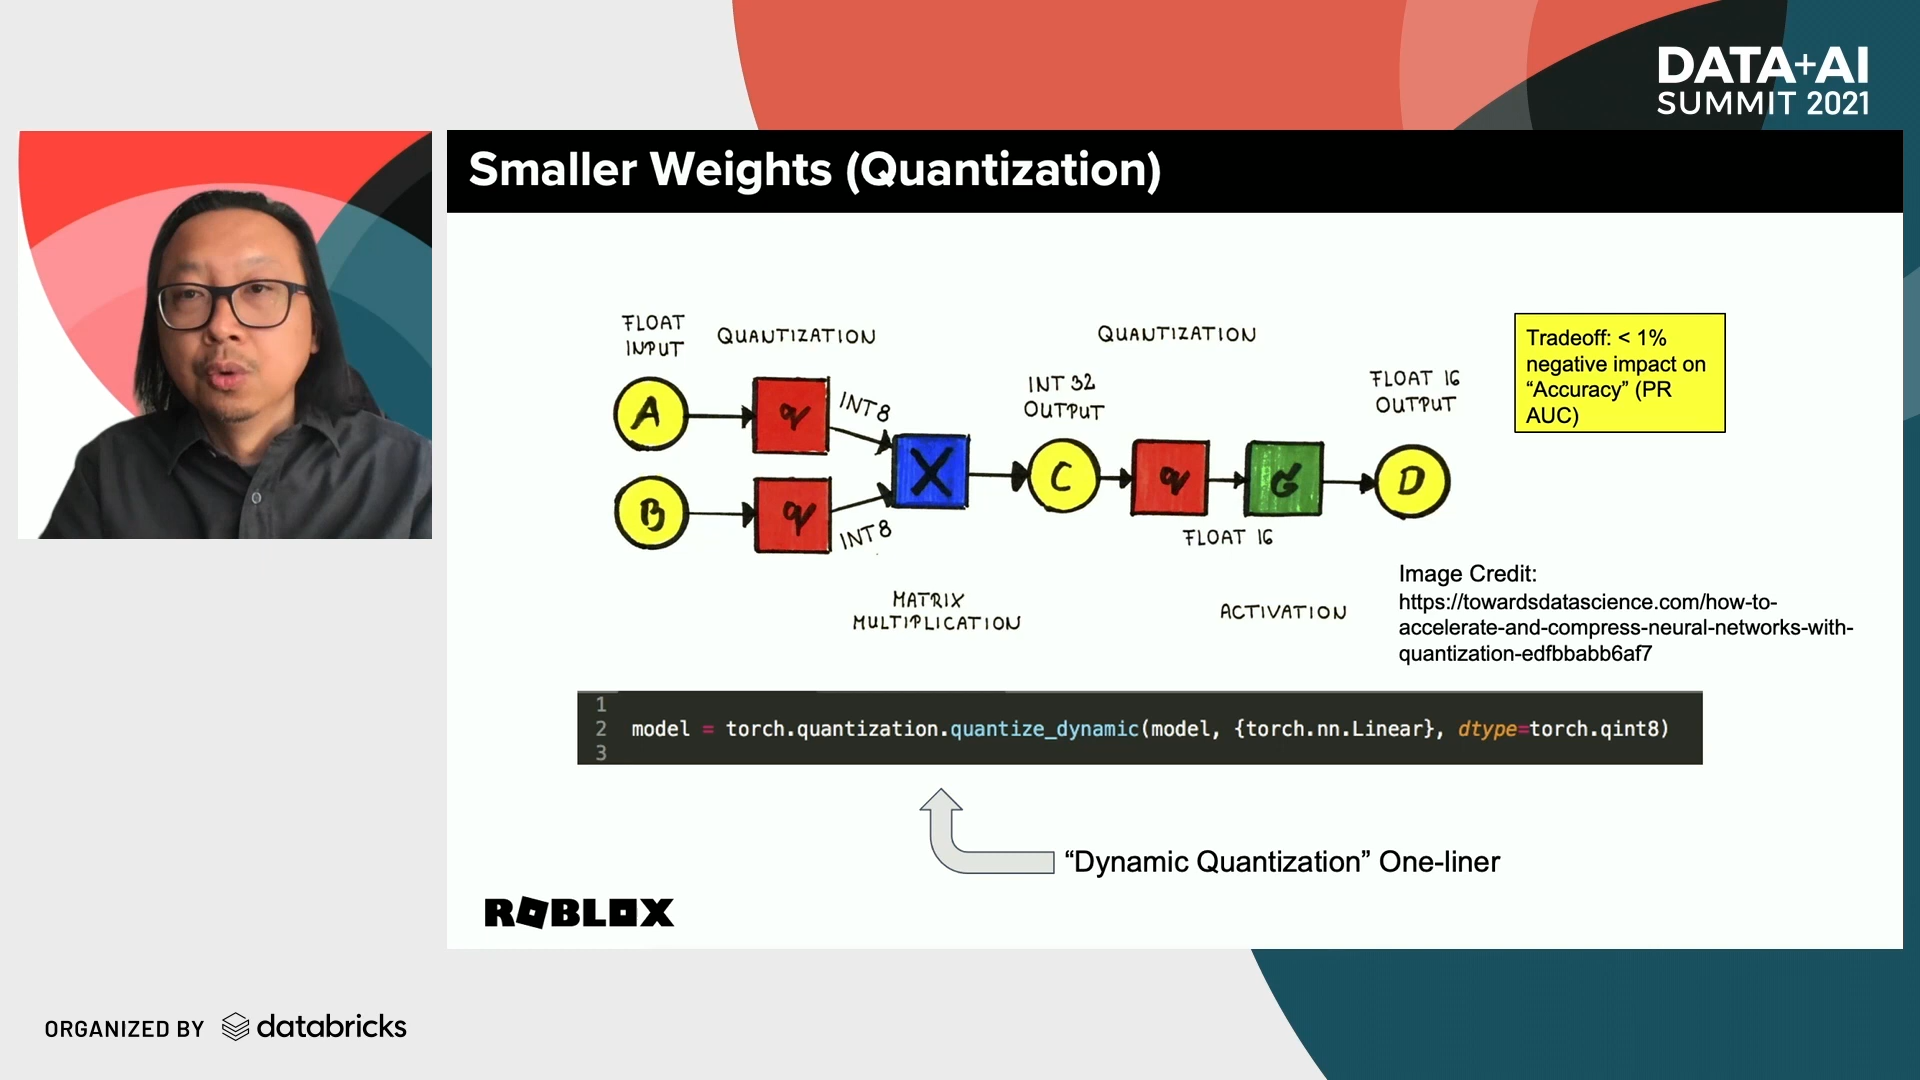 DATA+AI
SUMMIT 2021
Smaller Weights (Quantization)
FLOAT
INPUT
QUANTIZATION
QUANTIZATION
A
q
INT8
B
q
INT8
X
MATRIX
MULTIPLICATION
INT 32
OUTPUT
C
q
G
FLOAT 16
ACTIVATION
FLOAT 16
OUTPUT
D
Tradeoff: < 1%
negative impact on
“Accuracy” (PR
AUC)
Image Credit:
https://towardsdatascience.com/how-to-
accelerate-and-compress-neural-networks-with-
quantization-edfbbabb6af7
1
2 model = torch.quantization.quantize_dynamic(model, {torch.nn.Linear}, dtype=torch.qint8)
3
“Dynamic Quantization” One-liner
ROBLOX
ORGANIZED BY databricks